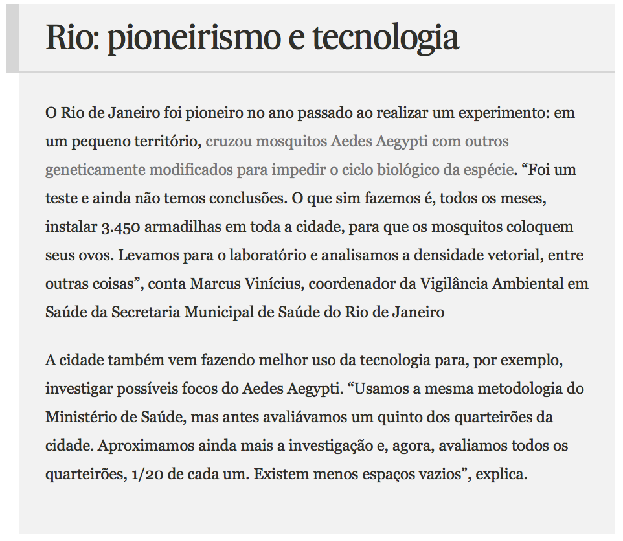 Rio: pioneirismo e tecnologia
O Rio de Janeiro foi pioneiro no ano passado ao realizar um experimento: em
um pequeno território, cruzou mosquitos Aedes Aegypti com outros
geneticamente modificados para impedir o ciclo biológico da espécie. “Foi um
teste e ainda não temos conclusões. O que sim fazemos é, todos os meses,
instalar 3.450 armadilhas em toda a cidade, para que os mosquitos coloquem
seus ovos. Levamos para o laboratório e analisamos a densidade vetorial, entre
outras coisas”, conta Marcus Vinícius, coordenador da Vigilância Ambiental em
Saúde da Secretaria Municipal de Saúde do Rio de Janeiro
A cidade também vem fazendo melhor uso da tecnologia para, por exemplo,
investigar possíveis focos do Aedes Aegypti. “Usamos a mesma metodologia do
Ministério de Saúde, mas antes avaliávamos um quinto dos quarteirões da
cidade. Aproximamos ainda mais a investigação e, agora, avaliamos todos os
quarteirões, 1/20 de cada um. Existem menos espaços vazios”, explica.